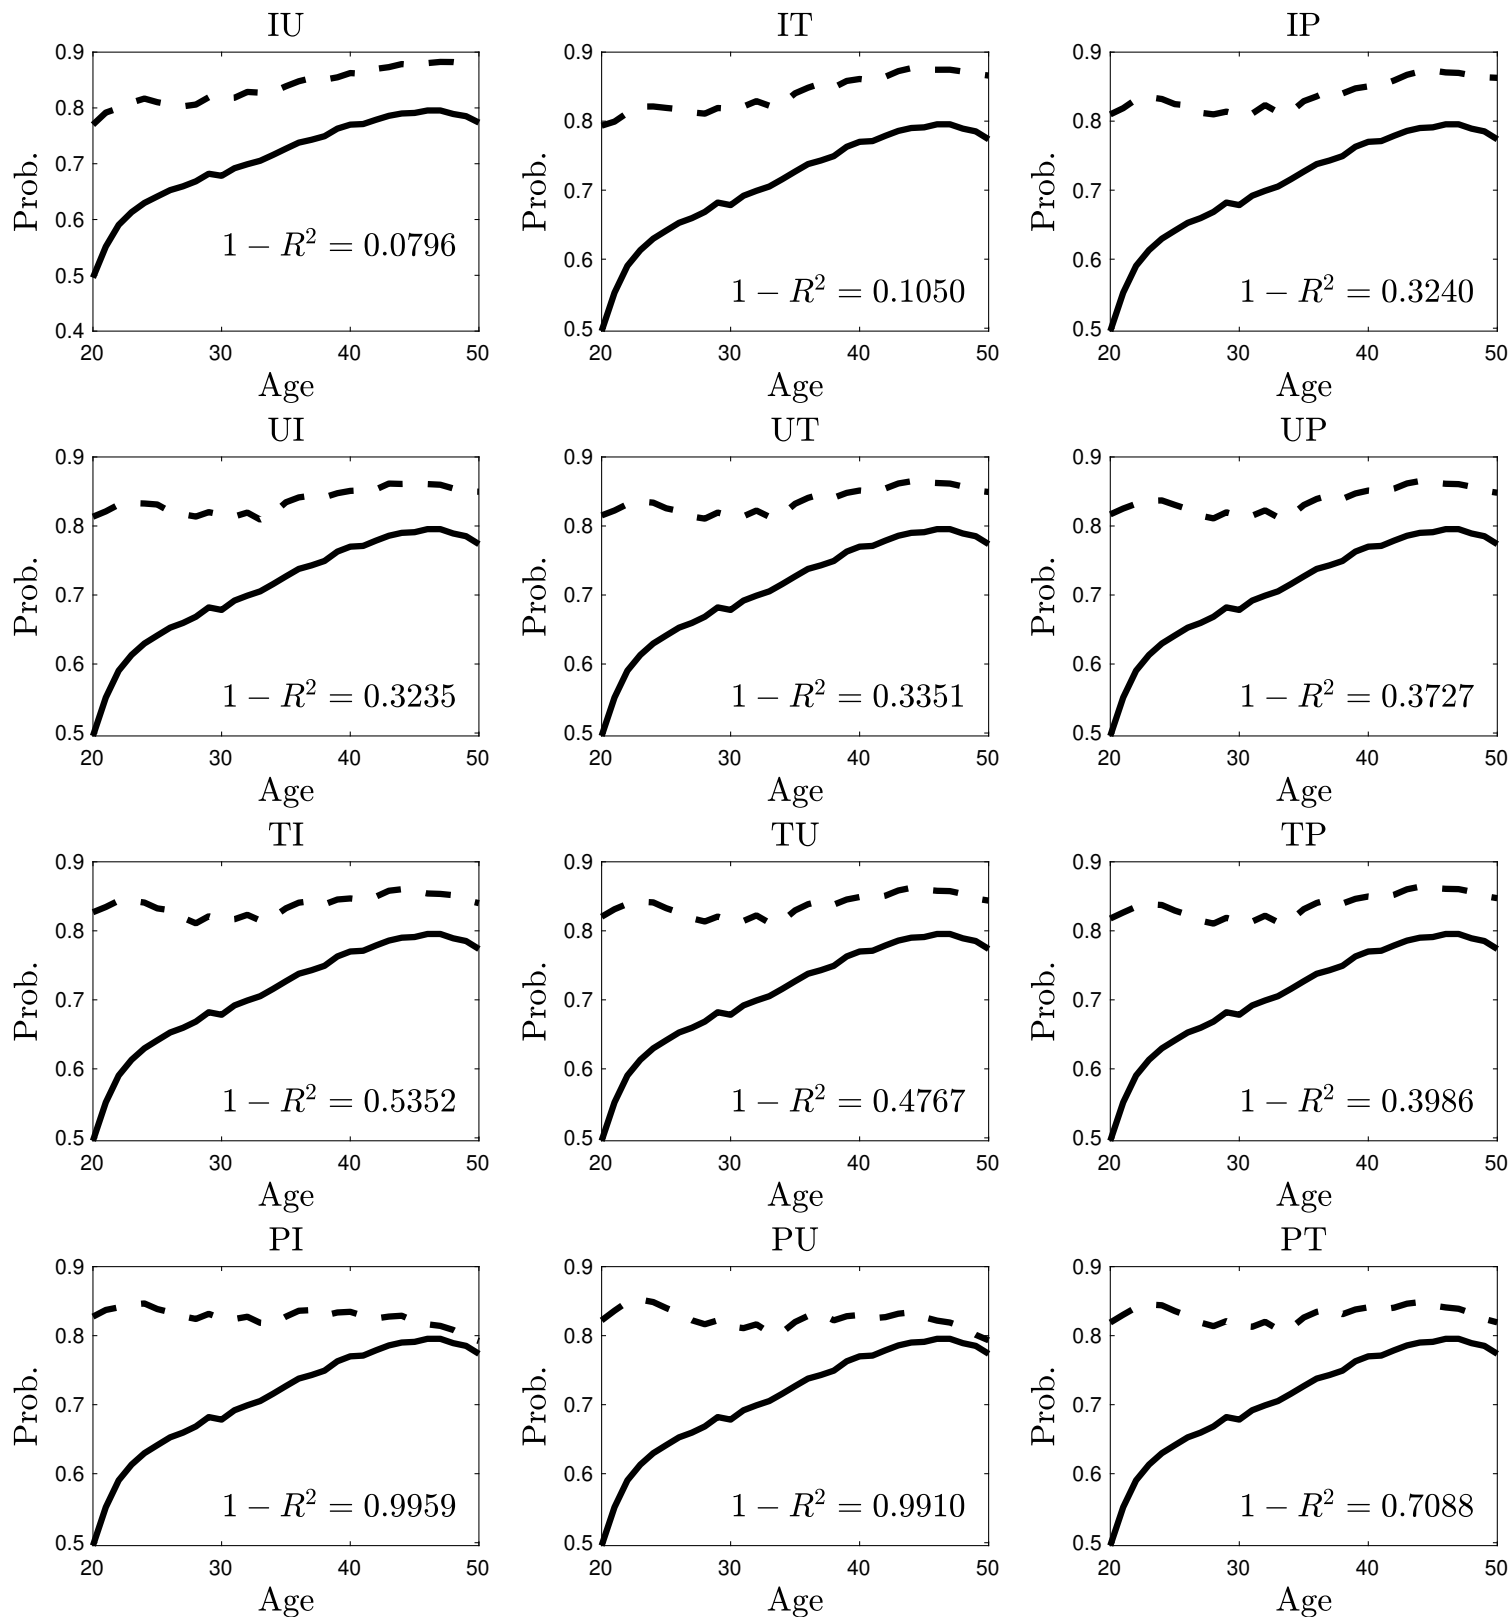 IU IT IP
0.9 0.9 0.9
0.8 0.8 0.8
0.7 0.7 0.7
0.6 0.6 0.6
0.5 0.5 0.5
0.4
Prob. Prob. Prob.
1 − R² = 0.0796 1 − R² = 0.1050 1 − R² = 0.3240
20 30 40 50 20 30 40 50 20 30 40 50
Age Age Age
UI UT UP
0.9 0.9 0.9
0.8 0.8 0.8
0.7 0.7 0.7
0.6 0.6 0.6
0.5 0.5 0.5
Prob. Prob. Prob.
1 − R² = 0.3235 1 − R² = 0.3351 1 − R² = 0.3727
20 30 40 50 20 30 40 50 20 30 40 50
Age Age Age
TI TU TP
0.9 0.9 0.9
0.8 0.8 0.8
0.7 0.7 0.7
0.6 0.6 0.6
0.5 0.5 0.5
Prob. Prob. Prob.
1 − R² = 0.5352 1 − R² = 0.4767 1 − R² = 0.3986
20 30 40 50 20 30 40 50 20 30 40 50
Age Age Age
PI PU PT
0.9 0.9 0.9
0.8 0.8 0.8
0.7 0.7 0.7
0.6 0.6 0.6
0.5 0.5 0.5
Prob. Prob. Prob.
1 − R² = 0.9959 1 − R² = 0.9910 1 − R² = 0.7088
20 30 40 50 20 30 40 50 20 30 40 50
Age Age Age